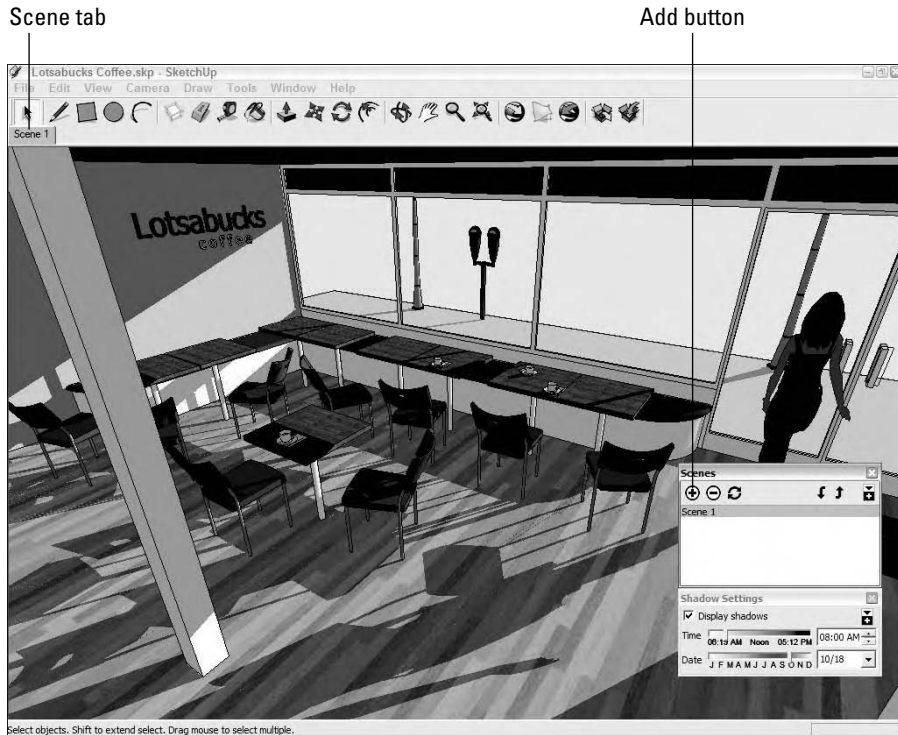 Scene tab
Add button
Lotsabucks Coffee.skp - SketchUp
File Edit View Camera Draw Tools Window Help
Scene 1
Lotsabucks
coffee
Scenes
Scene 1
Shadow Settings
Display shadows
Time 06:15 AM Noon 05:12 PM 08:00 AM
Date J F M A M J J A S O N D 10/18
Select objects. Shift to extend select. Drag mouse to select multiple.